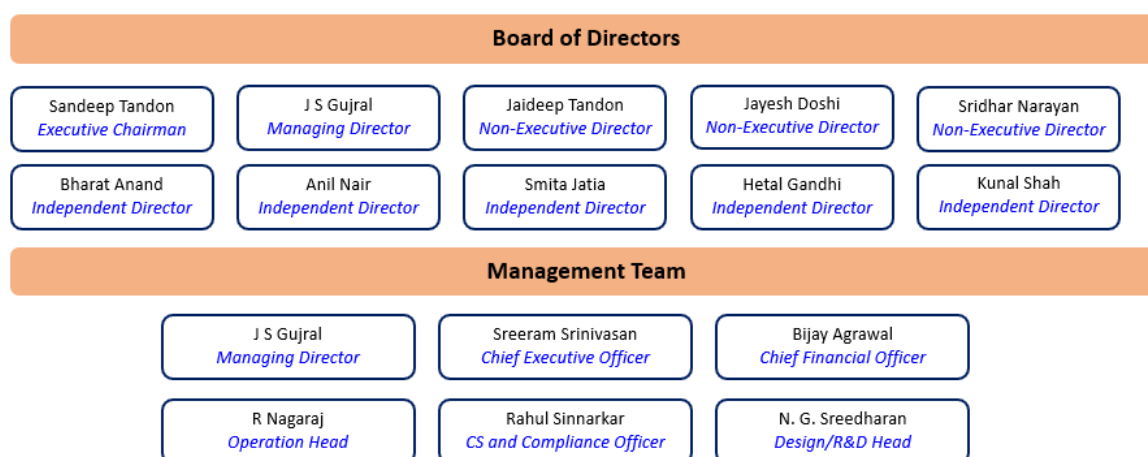 Board of Directors
Sandeep Tandon
Executive Chairman
J S Gujral
Managing Director
Jaideep Tandon
Non-Executive Director
Jayesh Doshi
Non-Executive Director
Sridhar Narayan
Non-Executive Director
Bharat Anand
Independent Director
Anil Nair
Independent Director
Smita Jatia
Independent Director
Hetal Gandhi
Independent Director
Kunal Shah
Independent Director
Management Team
J S Gujral
Managing Director
Sreeram Srinivasan
Chief Executive Officer
Bijay Agrawal
Chief Financial Officer
R Nagaraj
Operation Head
Rahul Sinnarkar
CS and Compliance Officer
N. G. Sreedharan
Design/R&D Head